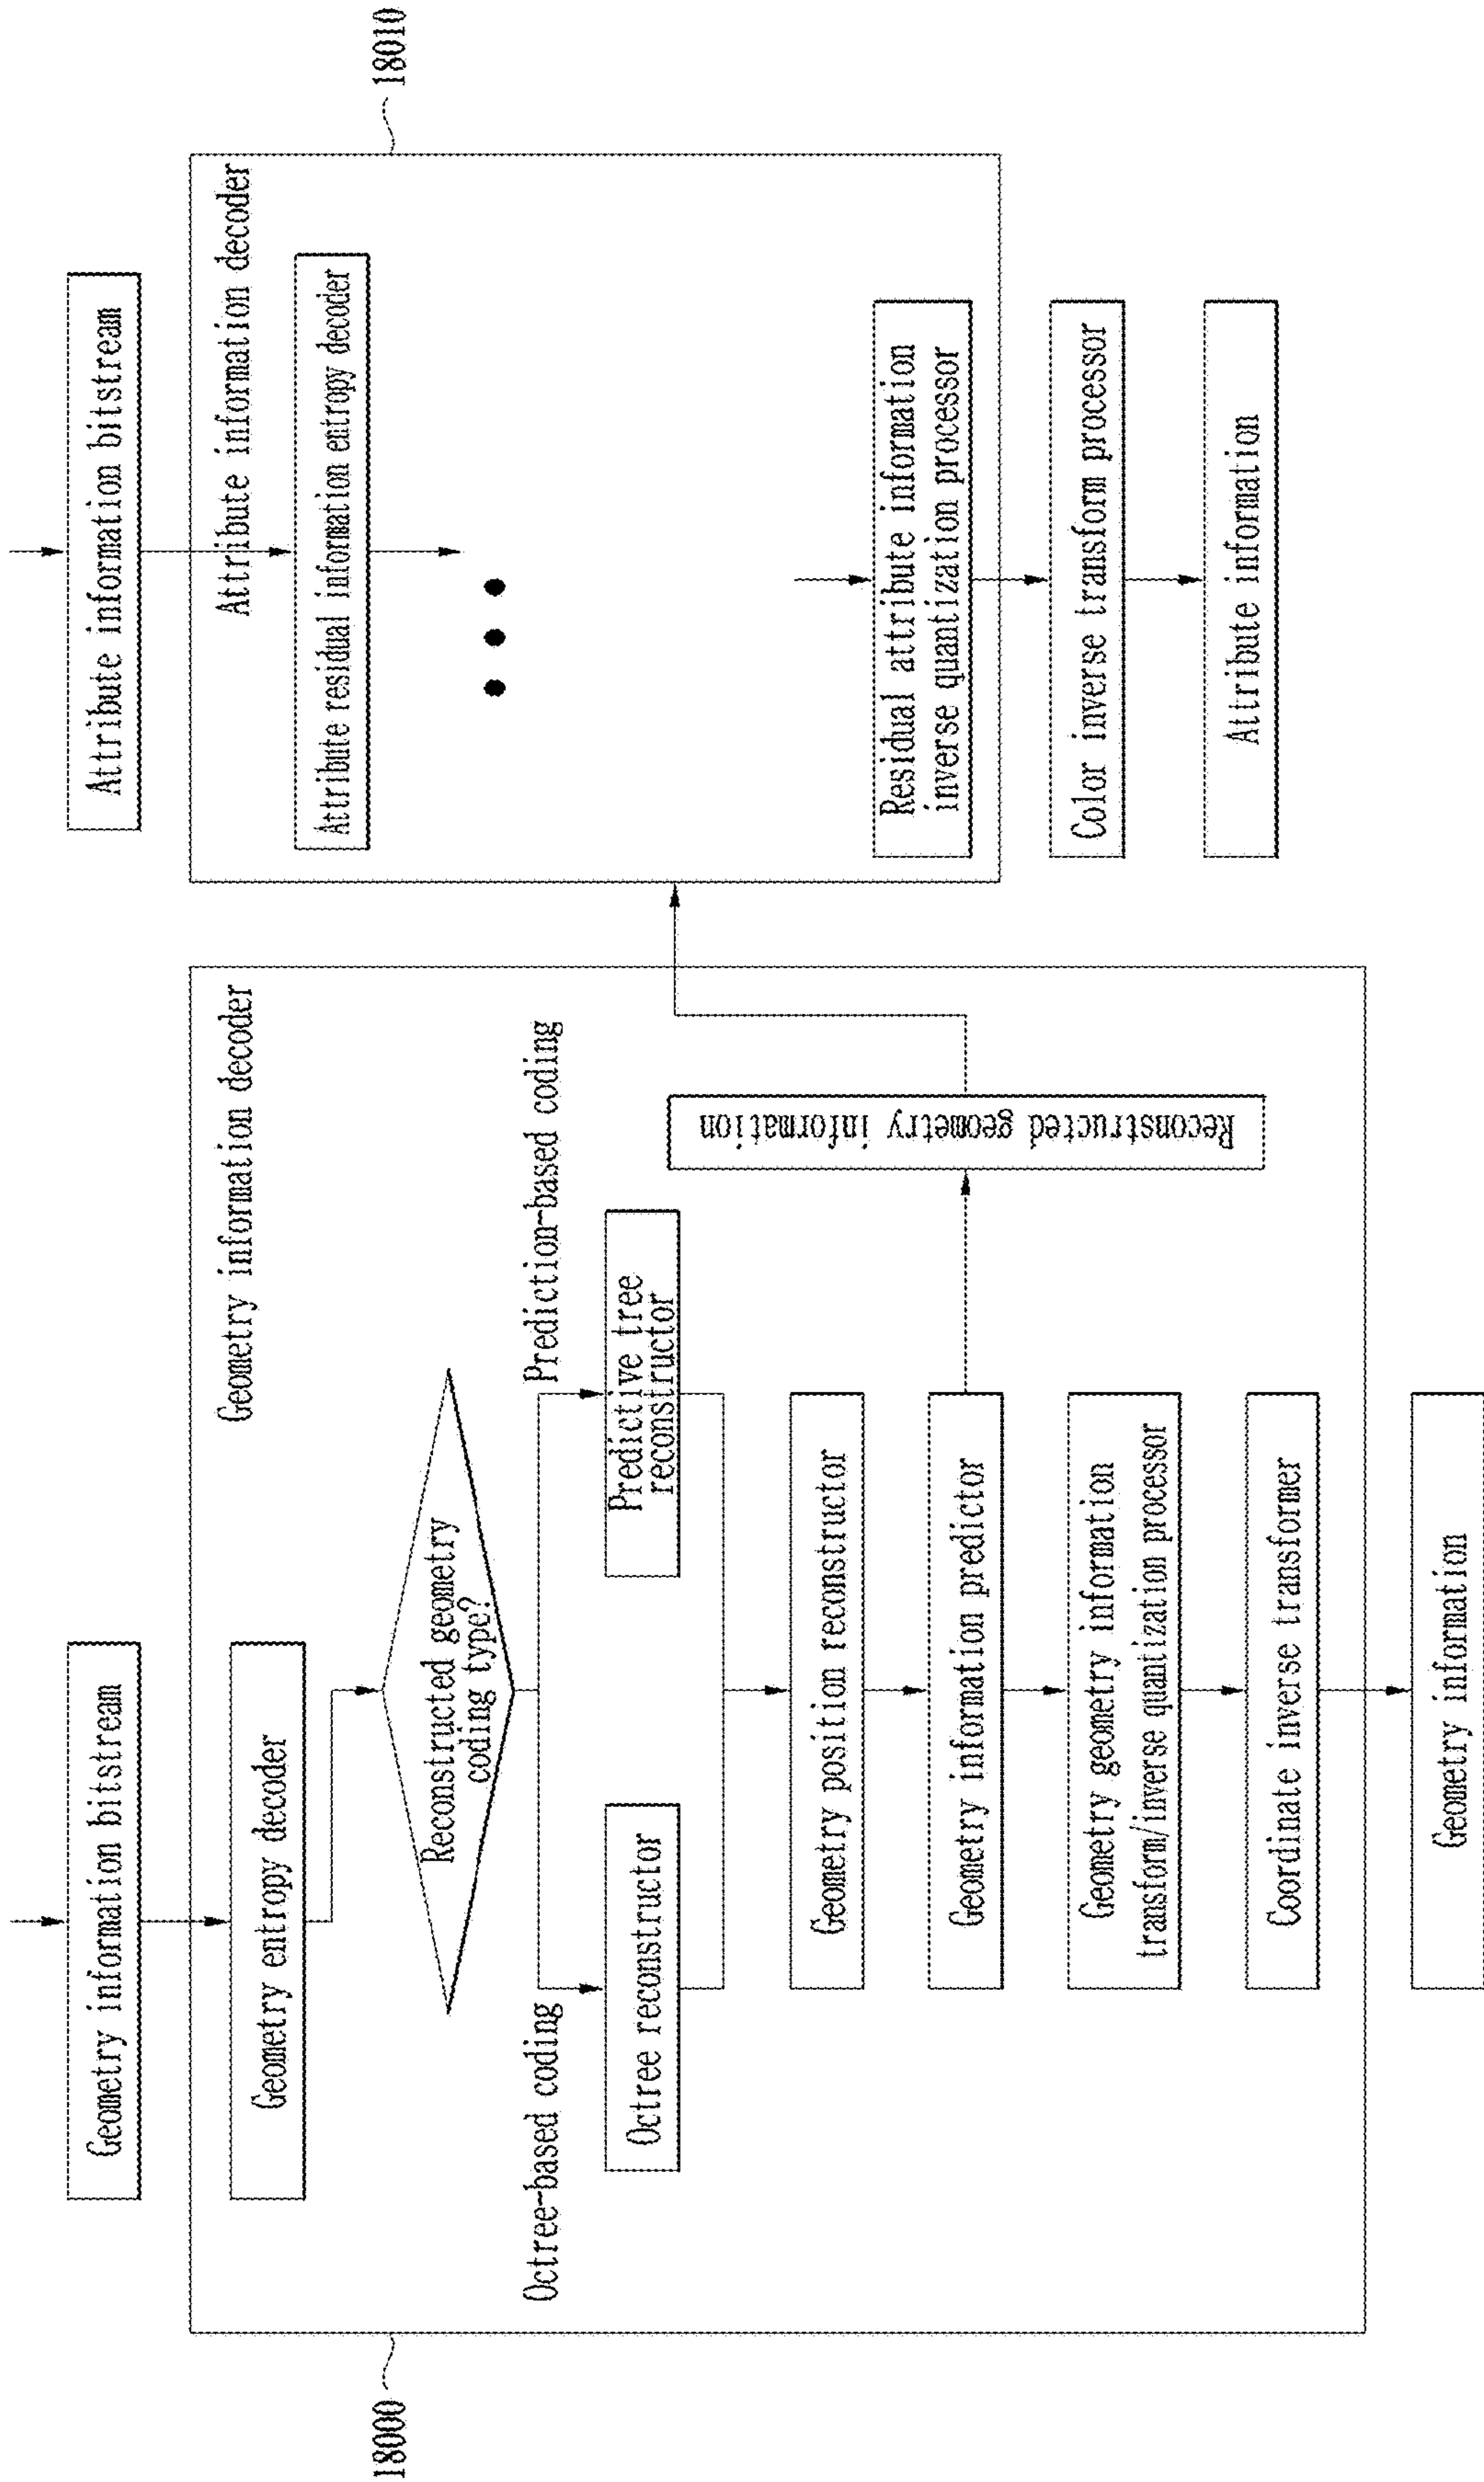 18000
18010
Geometry information bitstream
Geometry information decoder
Geometry entropy decoder
Reconstructed geometry
coding type?
Octree-based coding
Prediction-based coding
Octree reconstructor
Predictive tree
reconstructor
Geometry position reconstructor
Geometry information predictor
Reconstructed geometry information
Geometry geometry information
transform/inverse quantization processor
Coordinate inverse transformer
Geometry information
Attribute information bitstream
Attribute information decoder
Attribute residual information entropy decoder
Residual attribute information
inverse quantization processor
Color inverse transform processor
Attribute information